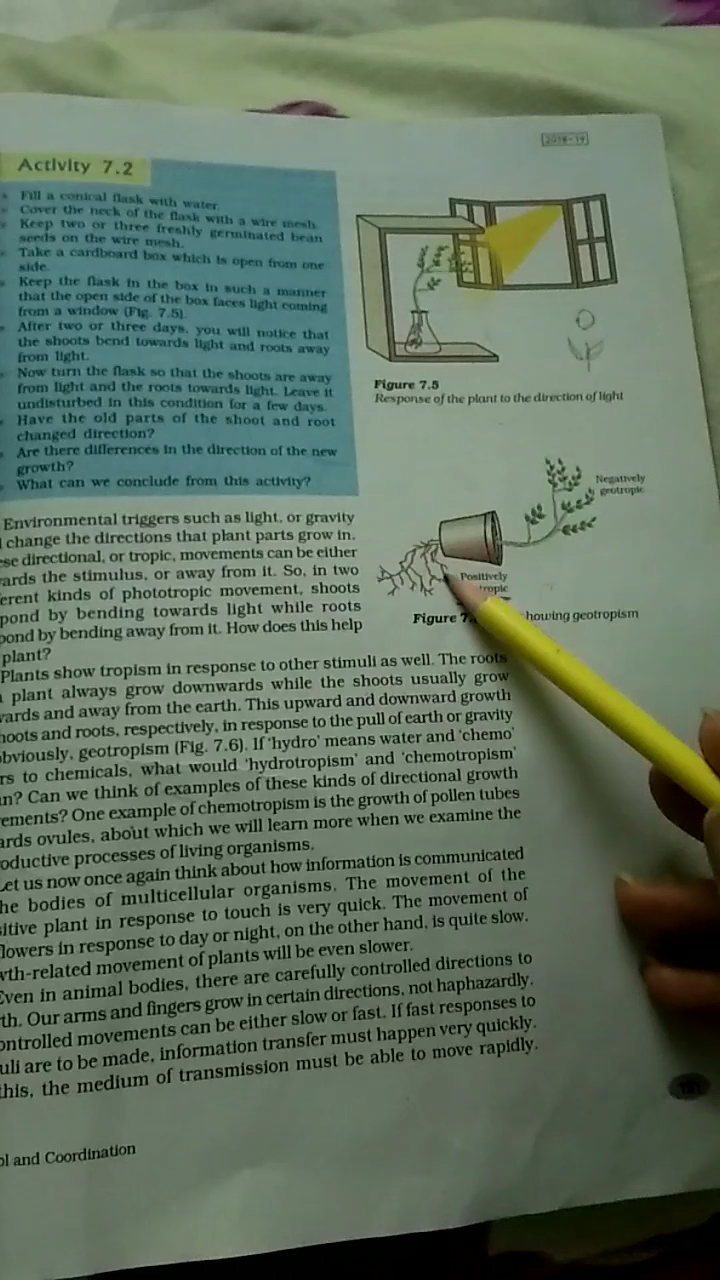 2018-19
Activity 7.2
Fill a conical flask with water.
Cover the neck of the flask with a wire mesh.
Keep two or three freshly germinated bean
seeds on the wire mesh.
Take a cardboard box which is open from one
side.
Keep the flask in the box in such a manner
that the open side of the box faces light coming
from a window (Fig. 7.5).
After two or three days, you will notice that
the shoots bend towards light and roots away
from light.
Now turn the flask so that the shoots are away
from light and the roots towards light. Leave it
undisturbed in this condition for a few days.
Have the old parts of the shoot and root
changed direction?
Are there differences in the direction of the new
growth?
What can we conclude from this activity?
Figure 7.5
Response of the plant to the direction of light
Negatively
geotropic
Positively
tropic
Figure 7. howing geotropism
Environmental triggers such as light, or gravity
change the directions that plant parts grow in.
se directional, or tropic, movements can be either
ards the stimulus, or away from it. So, in two
erent kinds of phototropic movement, shoots
pond by bending towards light while roots
pond by bending away from it. How does this help
plant?
Plants show tropism in response to other stimuli as well. The roots
plant always grow downwards while the shoots usually grow
ards and away from the earth. This upward and downward growth
hoots and roots, respectively, in response to the pull of earth or gravity
obviously, geotropism (Fig. 7.6). If 'hydro' means water and 'chemo'
rs to chemicals, what would 'hydrotropism' and 'chemotropism'
n? Can we think of examples of these kinds of directional growth
ements? One example of chemotropism is the growth of pollen tubes
ards ovules, about which we will learn more when we examine the
oductive processes of living organisms.
Let us now once again think about how information is communicated
he bodies of multicellular organisms. The movement of the
sitive plant in response to touch is very quick. The movement of
flowers in response to day or night, on the other hand, is quite slow.
wth-related movement of plants will be even slower.
Even in animal bodies, there are carefully controlled directions to
th. Our arms and fingers grow in certain directions, not haphazardly.
ontrolled movements can be either slow or fast. If fast responses to
uli are to be made, information transfer must happen very quickly.
this, the medium of transmission must be able to move rapidly.
ol and Coordination